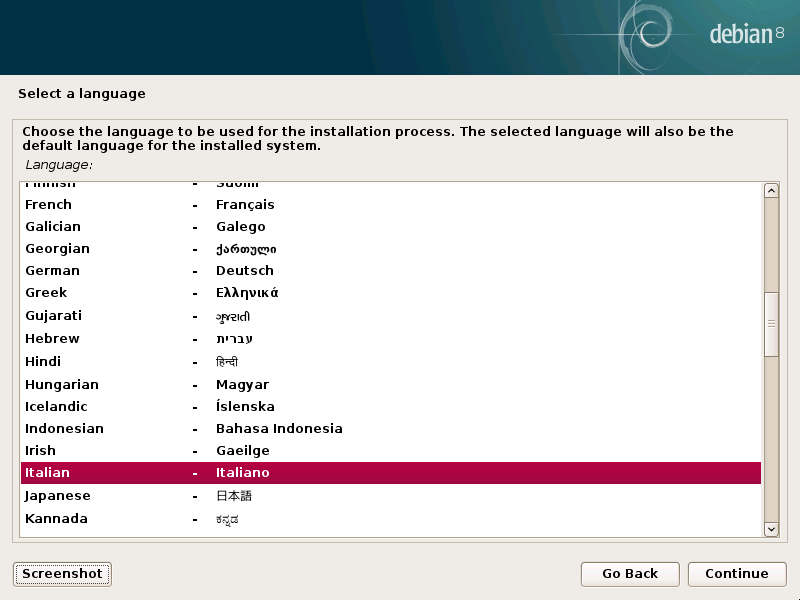 debian 8
Select a language
Choose the language to be used for the installation process. The selected language will also be the
default language for the installed system.
Language:
Finnish - Suomi
French - Français
Galician - Galego
Georgian - ქართული
German - Deutsch
Greek - Ελληνικά
Gujarati - ગુજરાતી
Hebrew - עברית
Hindi - हिन्दी
Hungarian - Magyar
Icelandic - Íslenska
Indonesian - Bahasa Indonesia
Irish - Gaeilge
Italian - Italiano
Japanese - 日本語
Kannada - ಕನ್ನಡ
Screenshot Go Back Continue